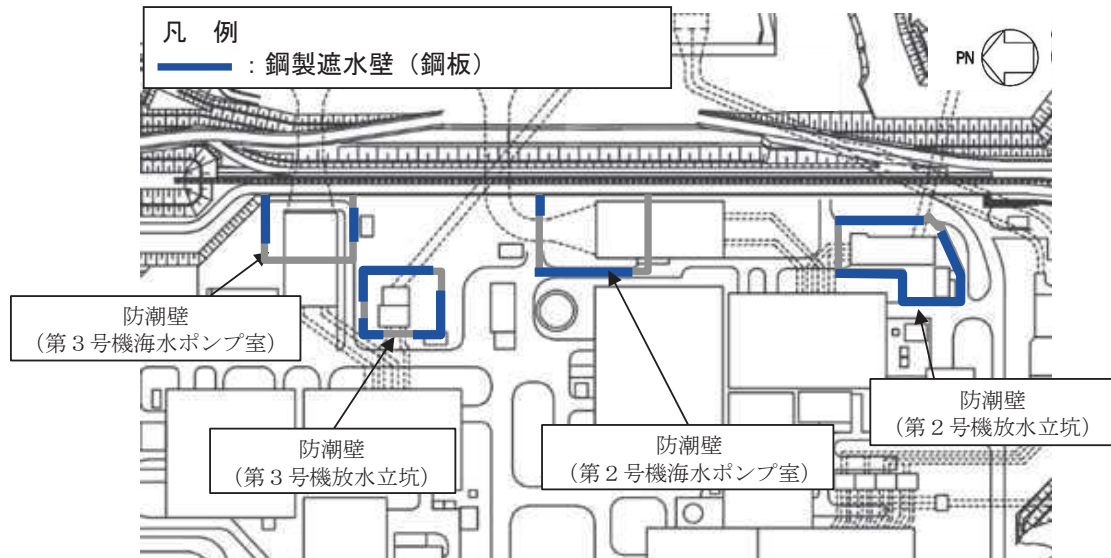 凡　例
：鋼製遮水壁（鋼板）
PN
防潮壁
（第３号機海水ポンプ室）
防潮壁
（第３号機放水立坑）
防潮壁
（第２号機海水ポンプ室）
防潮壁
（第２号機放水立坑）